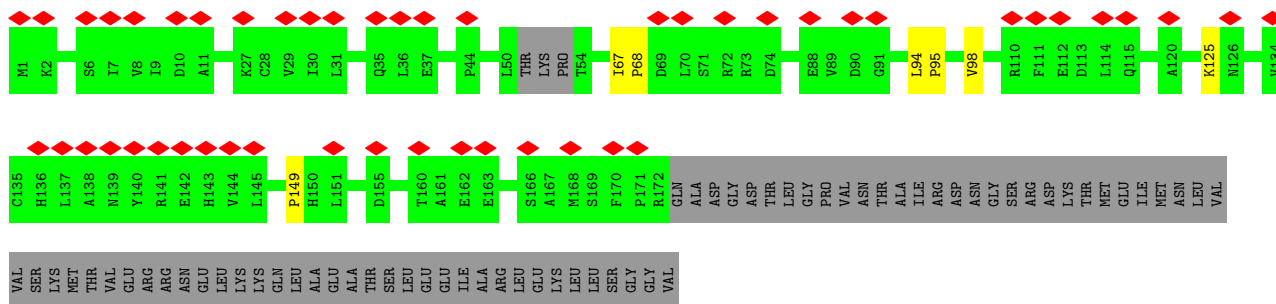 M1 K2 S6 I7 V8 I9 D10 A11 K27 C28 V29 I30 L31 Q35 L36 E37 P44 L50 THR LYS PRO T54 I67 P68 D69 L70 S71 R72 R73 D74 E88 V89 D90 G91 L94 P95 V98 R110 F111 E112 D113 L114 Q115 A120 K125 N126
C135 H136 L137 A138 N139 Y140 R141 E142 H143 V144 L145 P149 H150 L151 D155 T160 A161 E162 E163 S166 A167 M168 S169 F170 P171 R172 GLN ALA ASP GLY ASP THR LEU GLY PRO VAL ASN THR ALA ILE ARG ASP ASN GLY SER ARG ASP LYS THR MET GLU ILE MET ASN LEU VAL
VAL SER LYS MET THR VAL GLU ARG ARG ASN GLU LEU LYS LYS GLN LEU ALA GLU ALA THR SER LEU GLU GLU ILE ALA ARG LEU GLU LYS LEU LEU SER GLY GLY VAL